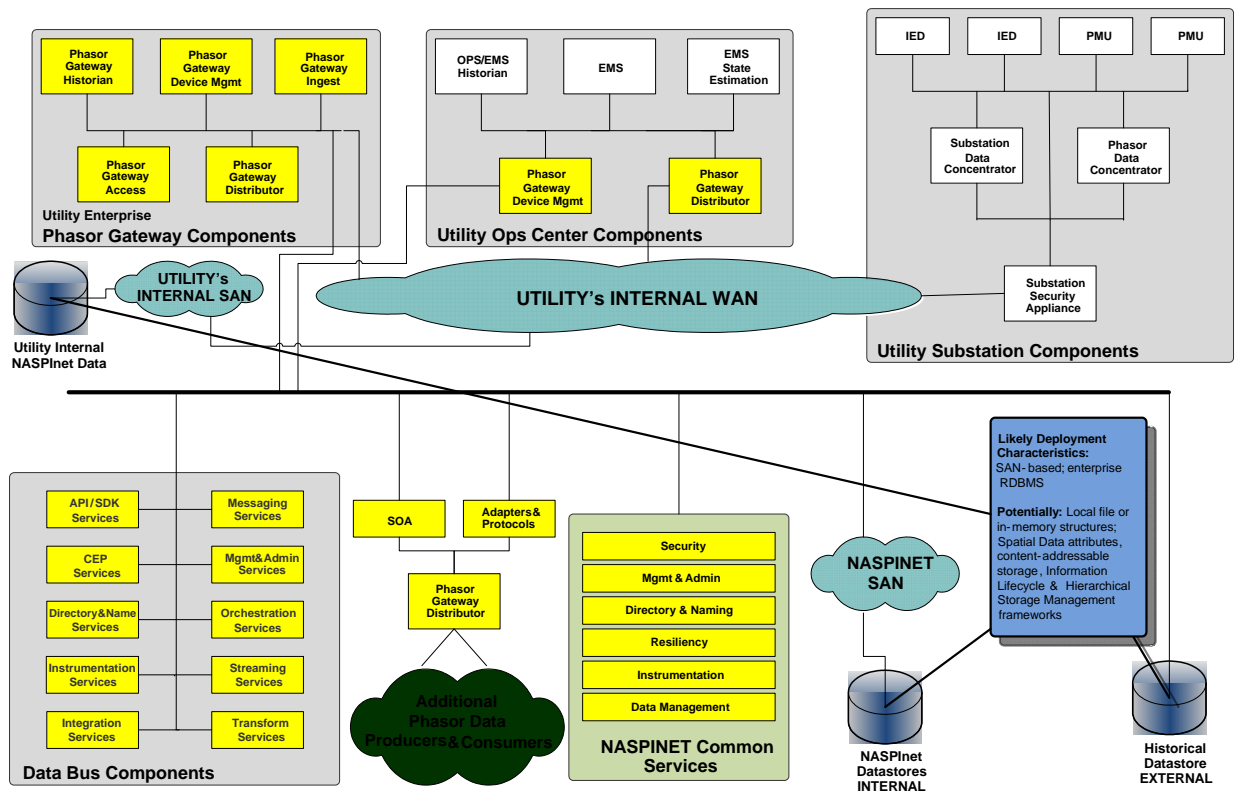 Phasor
Gateway
Historian
Phasor
Gateway
Device Mgmt
Phasor
Gateway
Ingest
Phasor
Gateway
Access
Phasor
Gateway
Distributor
Utility Enterprise
Phasor Gateway Components
OPS/EMS
Historian
EMS
EMS
State
Estimation
Phasor
Gateway
Device Mgmt
Phasor
Gateway
Distributor
Utility Ops Center Components
IED
IED
PMU
PMU
Substation
Data
Concentrator
Phasor
Data
Concentrator
Substation
Security
Appliance
Utility Substation Components
UTILITY's
INTERNAL SAN
UTILITY's INTERNAL WAN
Utility Internal
NASPInet Data
API/SDK
Services
Messaging
Services
CEP
Services
Mgmt&Admin
Services
Directory&Name
Services
Orchestration
Services
Instrumentation
Services
Streaming
Services
Integration
Services
Transform
Services
Data Bus Components
SOA
Adapters&
Protocols
Phasor
Gateway
Distributor
Additional
Phasor Data
Producers&Consumers
Security
Mgmt & Admin
Directory & Naming
Resiliency
Instrumentation
Data Management
NASPINET Common
Services
NASPINET
SAN
Likely Deployment
Characteristics:
SAN-based; enterprise
RDBMS
Potentially: Local file or
in-memory structures;
Spatial Data attributes,
content-addressable
storage, Information
Lifecycle & Hierarchical
Storage Management
frameworks
NASPInet
Datastores
INTERNAL
Historical
Datastore
EXTERNAL